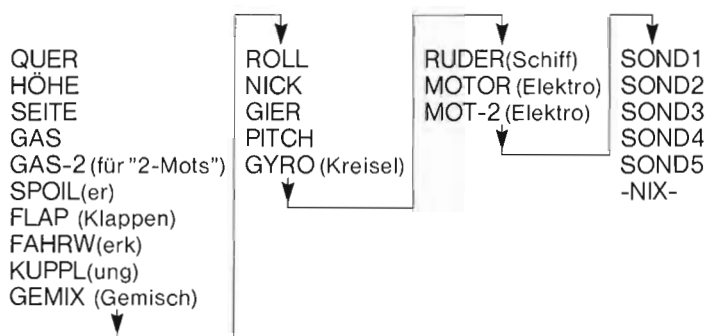 QUER
HÖHE
SEITE
GAS
GAS-2 (für "2-Mots")
SPOIL(er)
FLAP (Klappen)
FAHRW(erk)
KUPPL(ung)
GEMIX (Gemisch)
ROLL
NICK
GIER
PITCH
GYRO (Kreisel)
RUDER(Schiff)
MOTOR (Elektro)
MOT-2 (Elektro)
SOND1
SOND2
SOND3
SOND4
SOND5
-NIX-